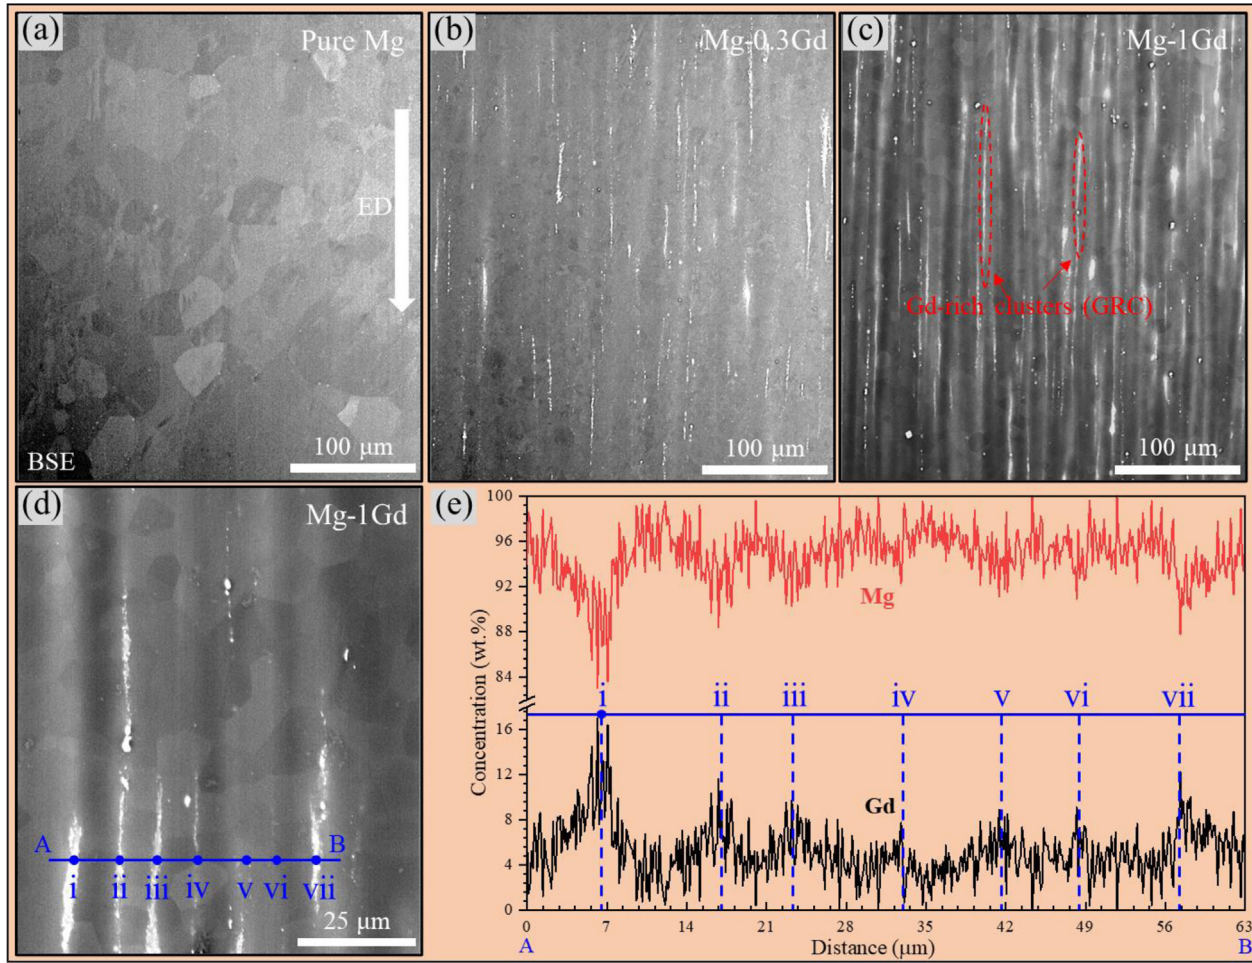 (a)
Pure Mg
ED
BSE
100 µm
(b)
Mg-0.3Gd
100 µm
(c)
Mg-1Gd
Gd-rich clusters (GRC)
100 µm
(d)
Mg-1Gd
A
B
i
ii
iii
iv
v
vi
vii
25 µm
(e)
Concentration (wt.%)
100
96
92
88
84
16
12
8
4
0
Mg
i
ii
iii
iv
v
vi
vii
Gd
0
7
14
21
28
35
42
49
56
63
A
Distance (µm)
B